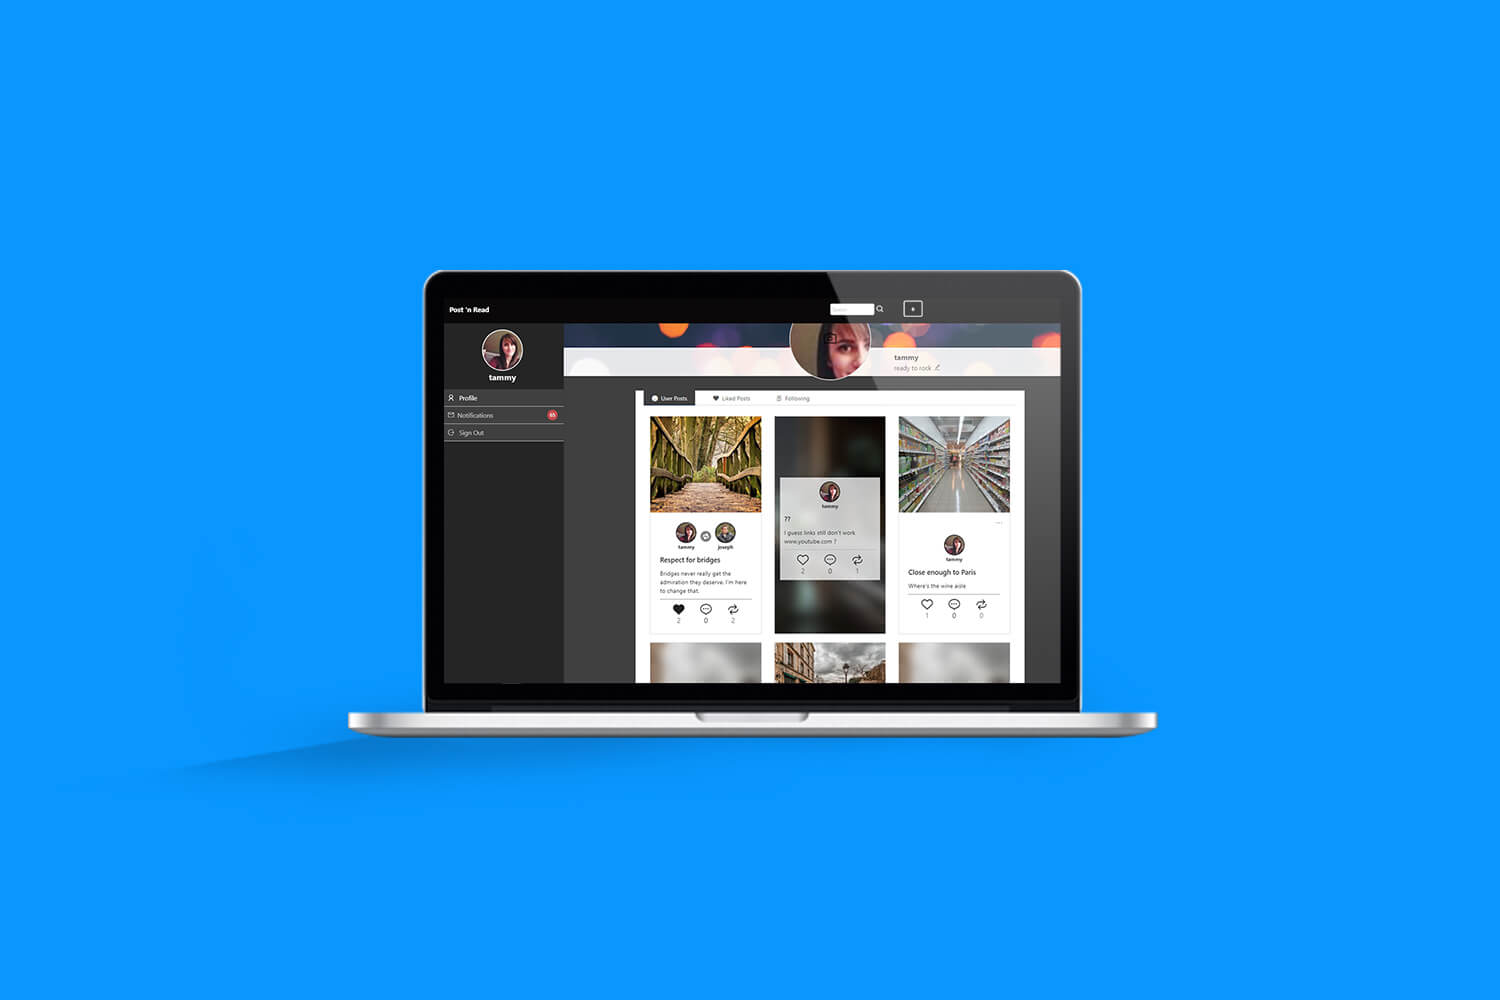 Post 'n Read
+
tammy
Profile
Notifications
65
Sign Out
tammy
ready to rock
User Posts
Liked Posts
Following
tammy
joseph
Respect for bridges
Bridges never really get the
admiration they deserve, I'm here
to change that.
2
0
2
tammy
??
I guess links still don't work
www.youtube.com ?
2
0
1
tammy
Close enough to Paris
Where's the wine aisle
1
0
0